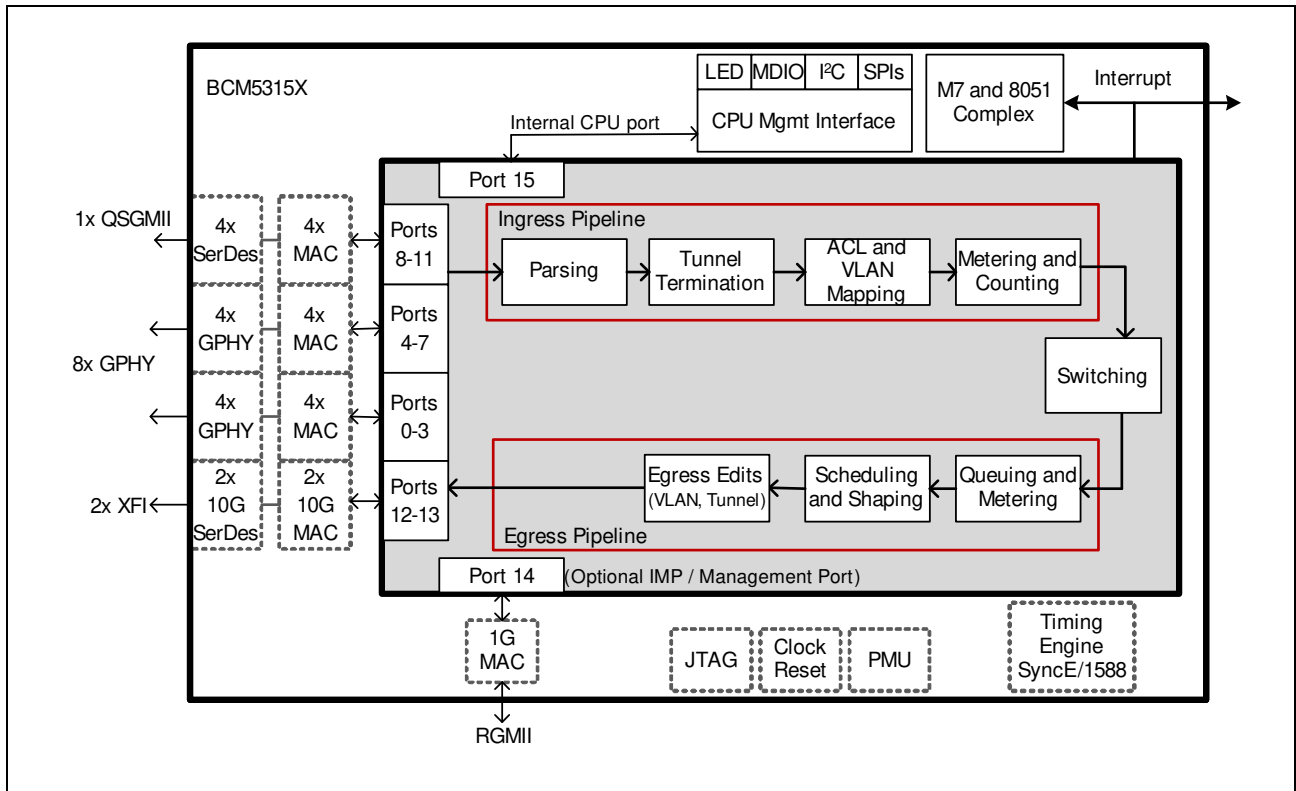 BCM5315X
LED
MDIO
I²C
SPIs
CPU Mgmt Interface
M7 and 8051
Complex
Interrupt
Internal CPU port
Port 15
1x QSGMII
4x
SerDes
4x
MAC
Ports
8-11
Ingress Pipeline
Parsing
Tunnel
Termination
ACL and
VLAN
Mapping
Metering and
Counting
8x GPHY
4x
GPHY
4x
MAC
Ports
4-7
Switching
4x
GPHY
4x
MAC
Ports
0-3
2x XFI
2x
10G
SerDes
2x
10G
MAC
Ports
12-13
Egress Edits
(VLAN, Tunnel)
Scheduling
and Shaping
Queuing and
Metering
Egress Pipeline
Port 14
(Optional IMP / Management Port)
1G
MAC
RGMII
JTAG
Clock
Reset
PMU
Timing
Engine
SyncE/1588